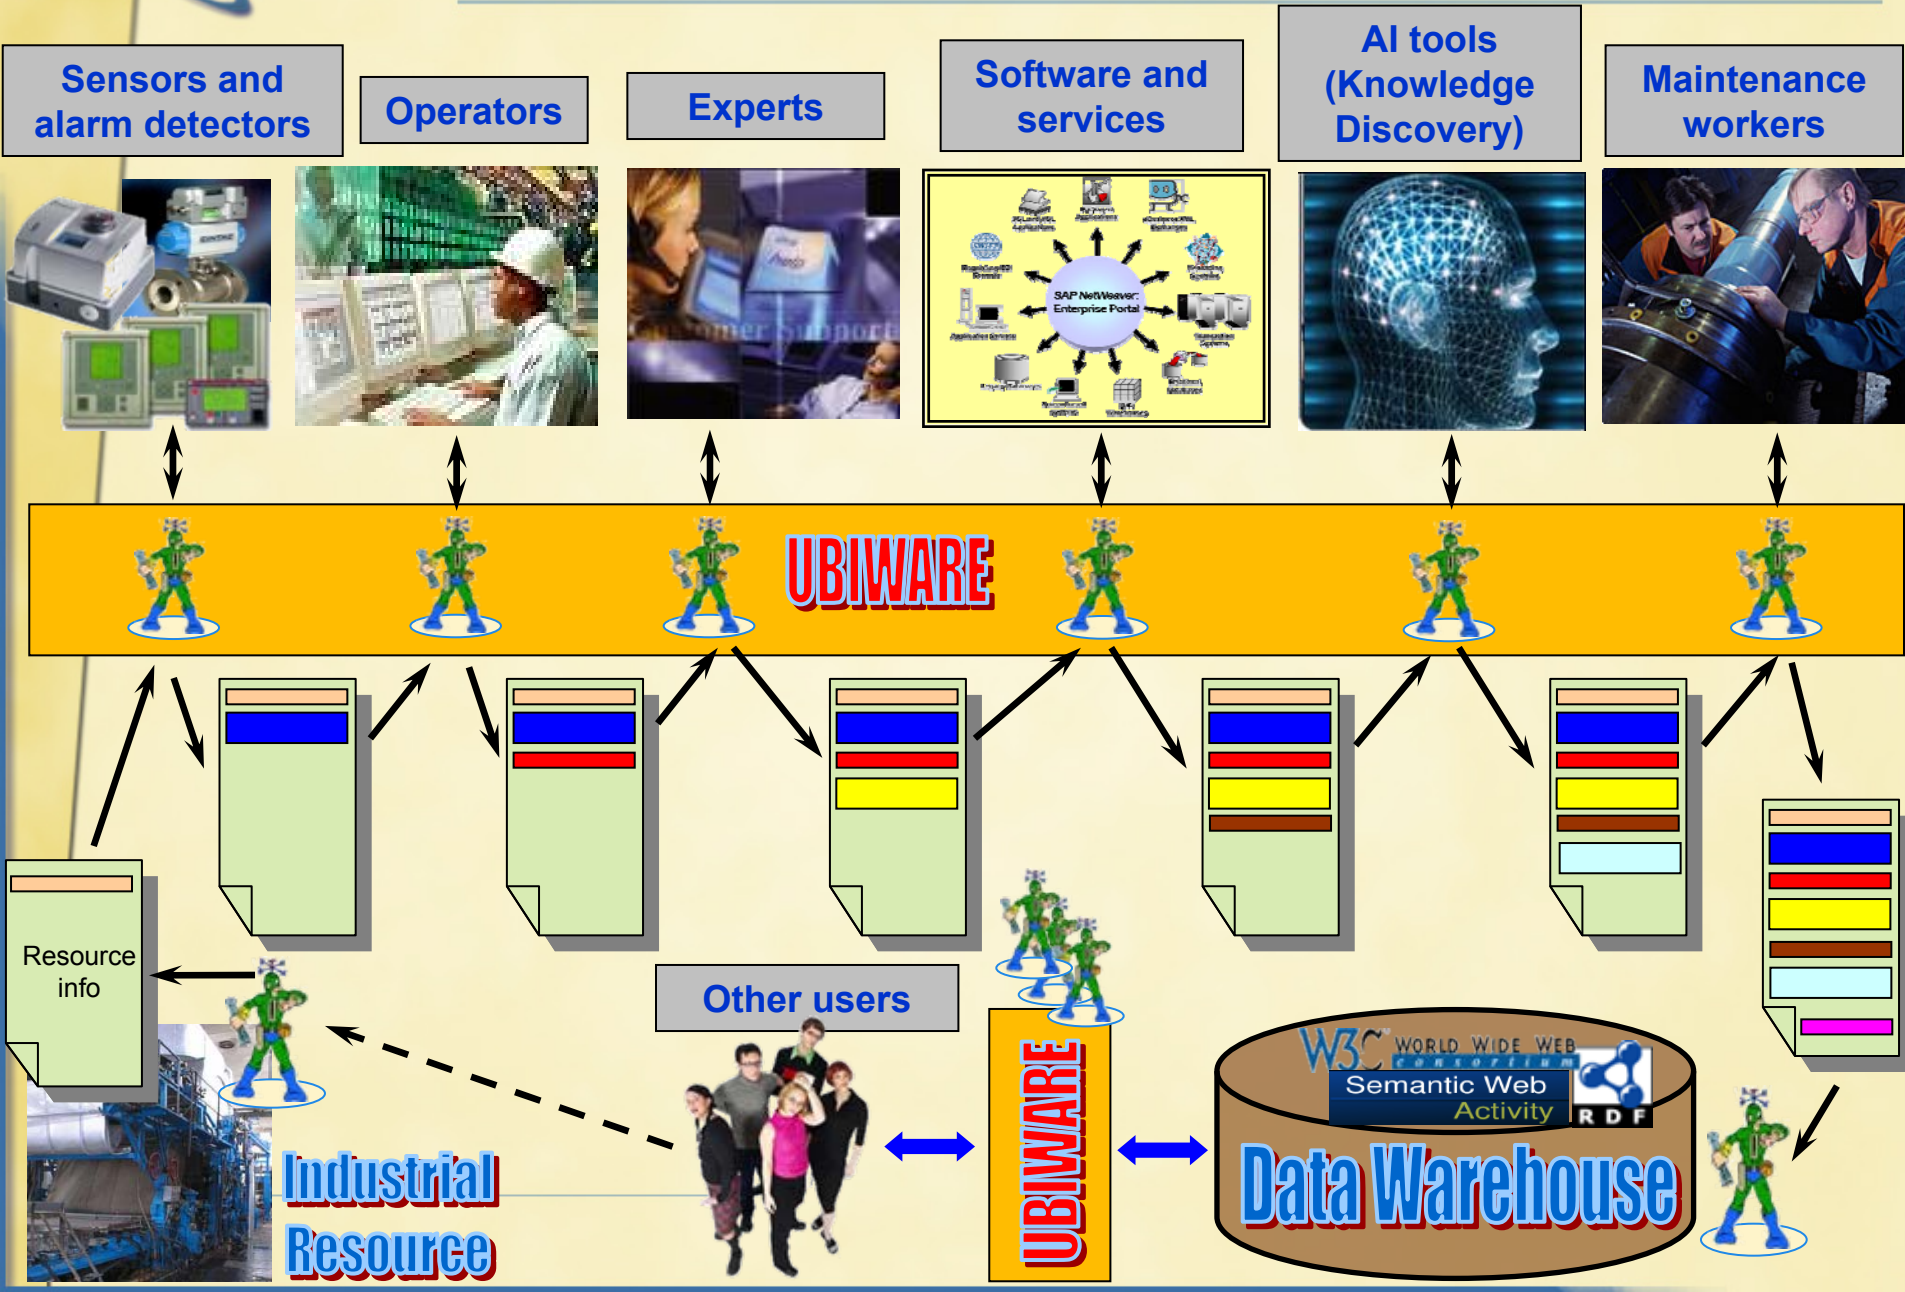 Sensors and
alarm detectors
Operators
Experts
Software and
services
AI tools
(Knowledge
Discovery)
Maintenance
workers
Customer Support
SAP NetWeaver:
Enterprise Portal
UBIWARE
Resource
info
Other users
UBIWARE
W3C WORLD WIDE WEB
consortium
Semantic Web
Activity
RDF
Data Warehouse
Industrial
Resource